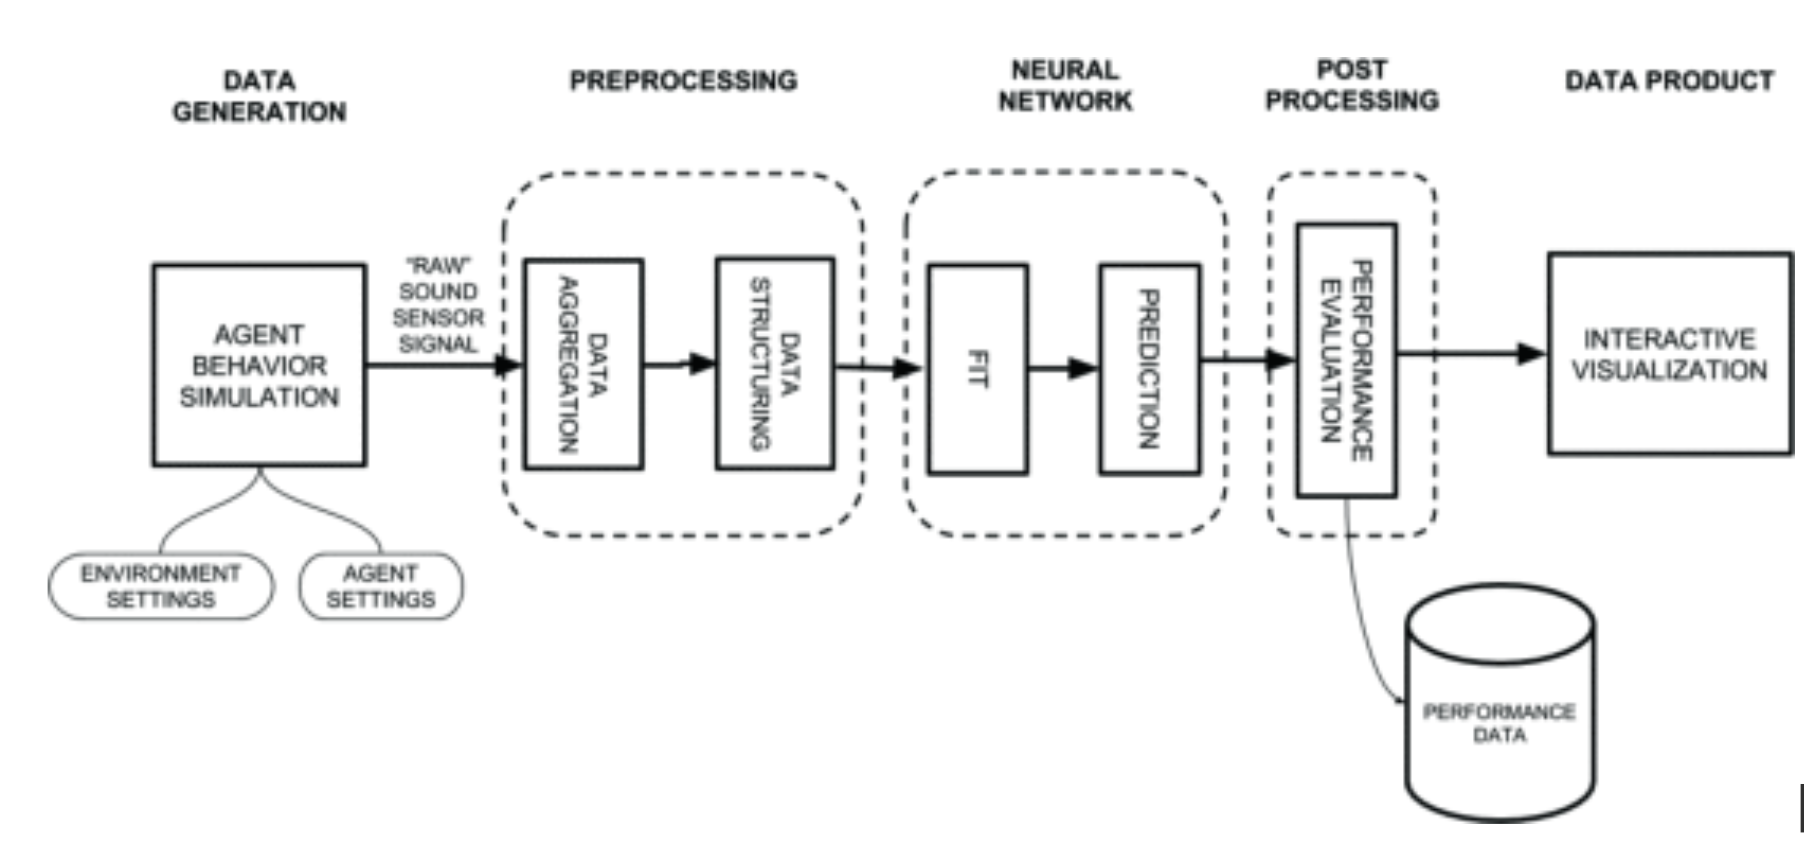 DATA
GENERATION
PREPROCESSING
NEURAL
NETWORK
POST
PROCESSING
DATA PRODUCT
AGENT
BEHAVIOR
SIMULATION
"RAW"
SOUND
SENSOR
SIGNAL
DATA
AGGREGATION
DATA
STRUCTUIRING
FIT
PREDICTION
PERFORMANCE
EVALUATION
INTERACTIVE
VISUALIZATION
ENVIRONMENT
SETTINGS
AGENT
SETTINGS
PERFORMANCE
DATA